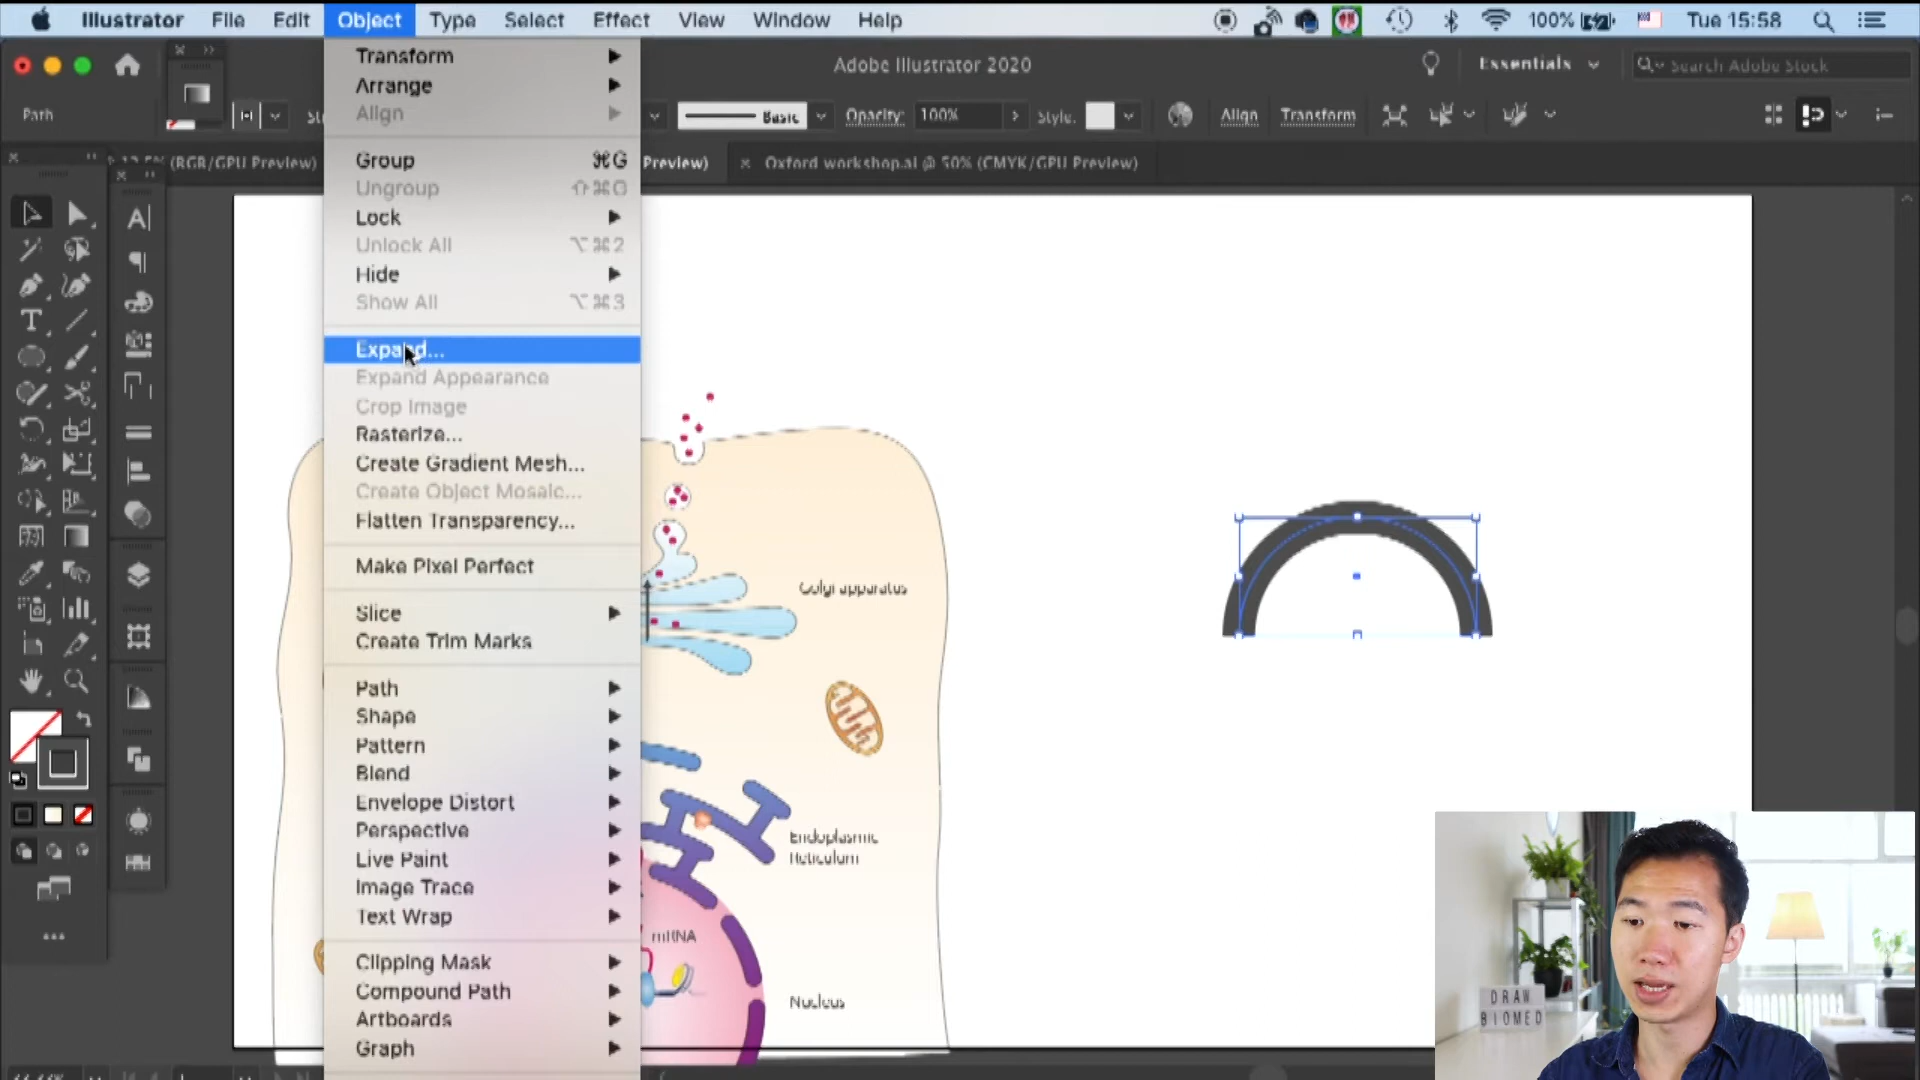 Illustrator File Edit Object Type Select Effect View Window Help 100% Tue 15:58
Adobe Illustrator 2020 Essentials Search Adobe Stock
Path Basic Opacity: 100% Style: Align Transform
(RGB/GPU Preview) Preview) × Oxford workshop.ai @ 50% (CMYK/GPU Preview)
Transform
Arrange
Align
Group ⌘G
Ungroup ⇧⌘G
Lock
Unlock All ⌥⌘2
Hide
Show All ⌥⌘3
Expand...
Expand Appearance
Crop Image
Rasterize...
Create Gradient Mesh...
Create Object Mosaic...
Flatten Transparency...
Make Pixel Perfect
Slice
Create Trim Marks
Path
Shape
Pattern
Blend
Envelope Distort
Perspective
Live Paint
Image Trace
Text Wrap
Clipping Mask
Compound Path
Artboards
Graph
Golgi apparatus
Endoplasmic
Reticulum
mRNA
Nucleus
DRAW
BIOMED